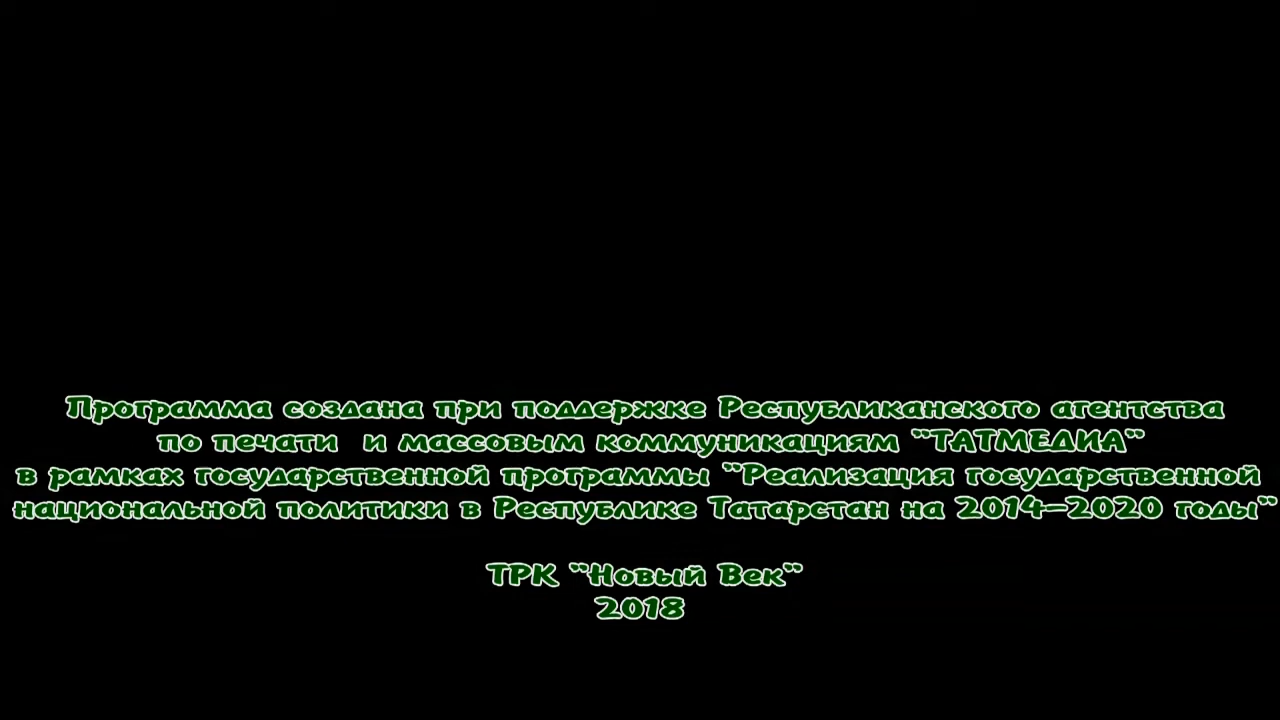 Программа создана при поддержке Республиканского агентства
по печати и массовым коммуникациям "ТАТМЕДИА"
в рамках государственной программы "Реализация государственной
национальной политики в Республике Татарстан на 2014-2020 годы"
ТРК "Новый Век"
2018